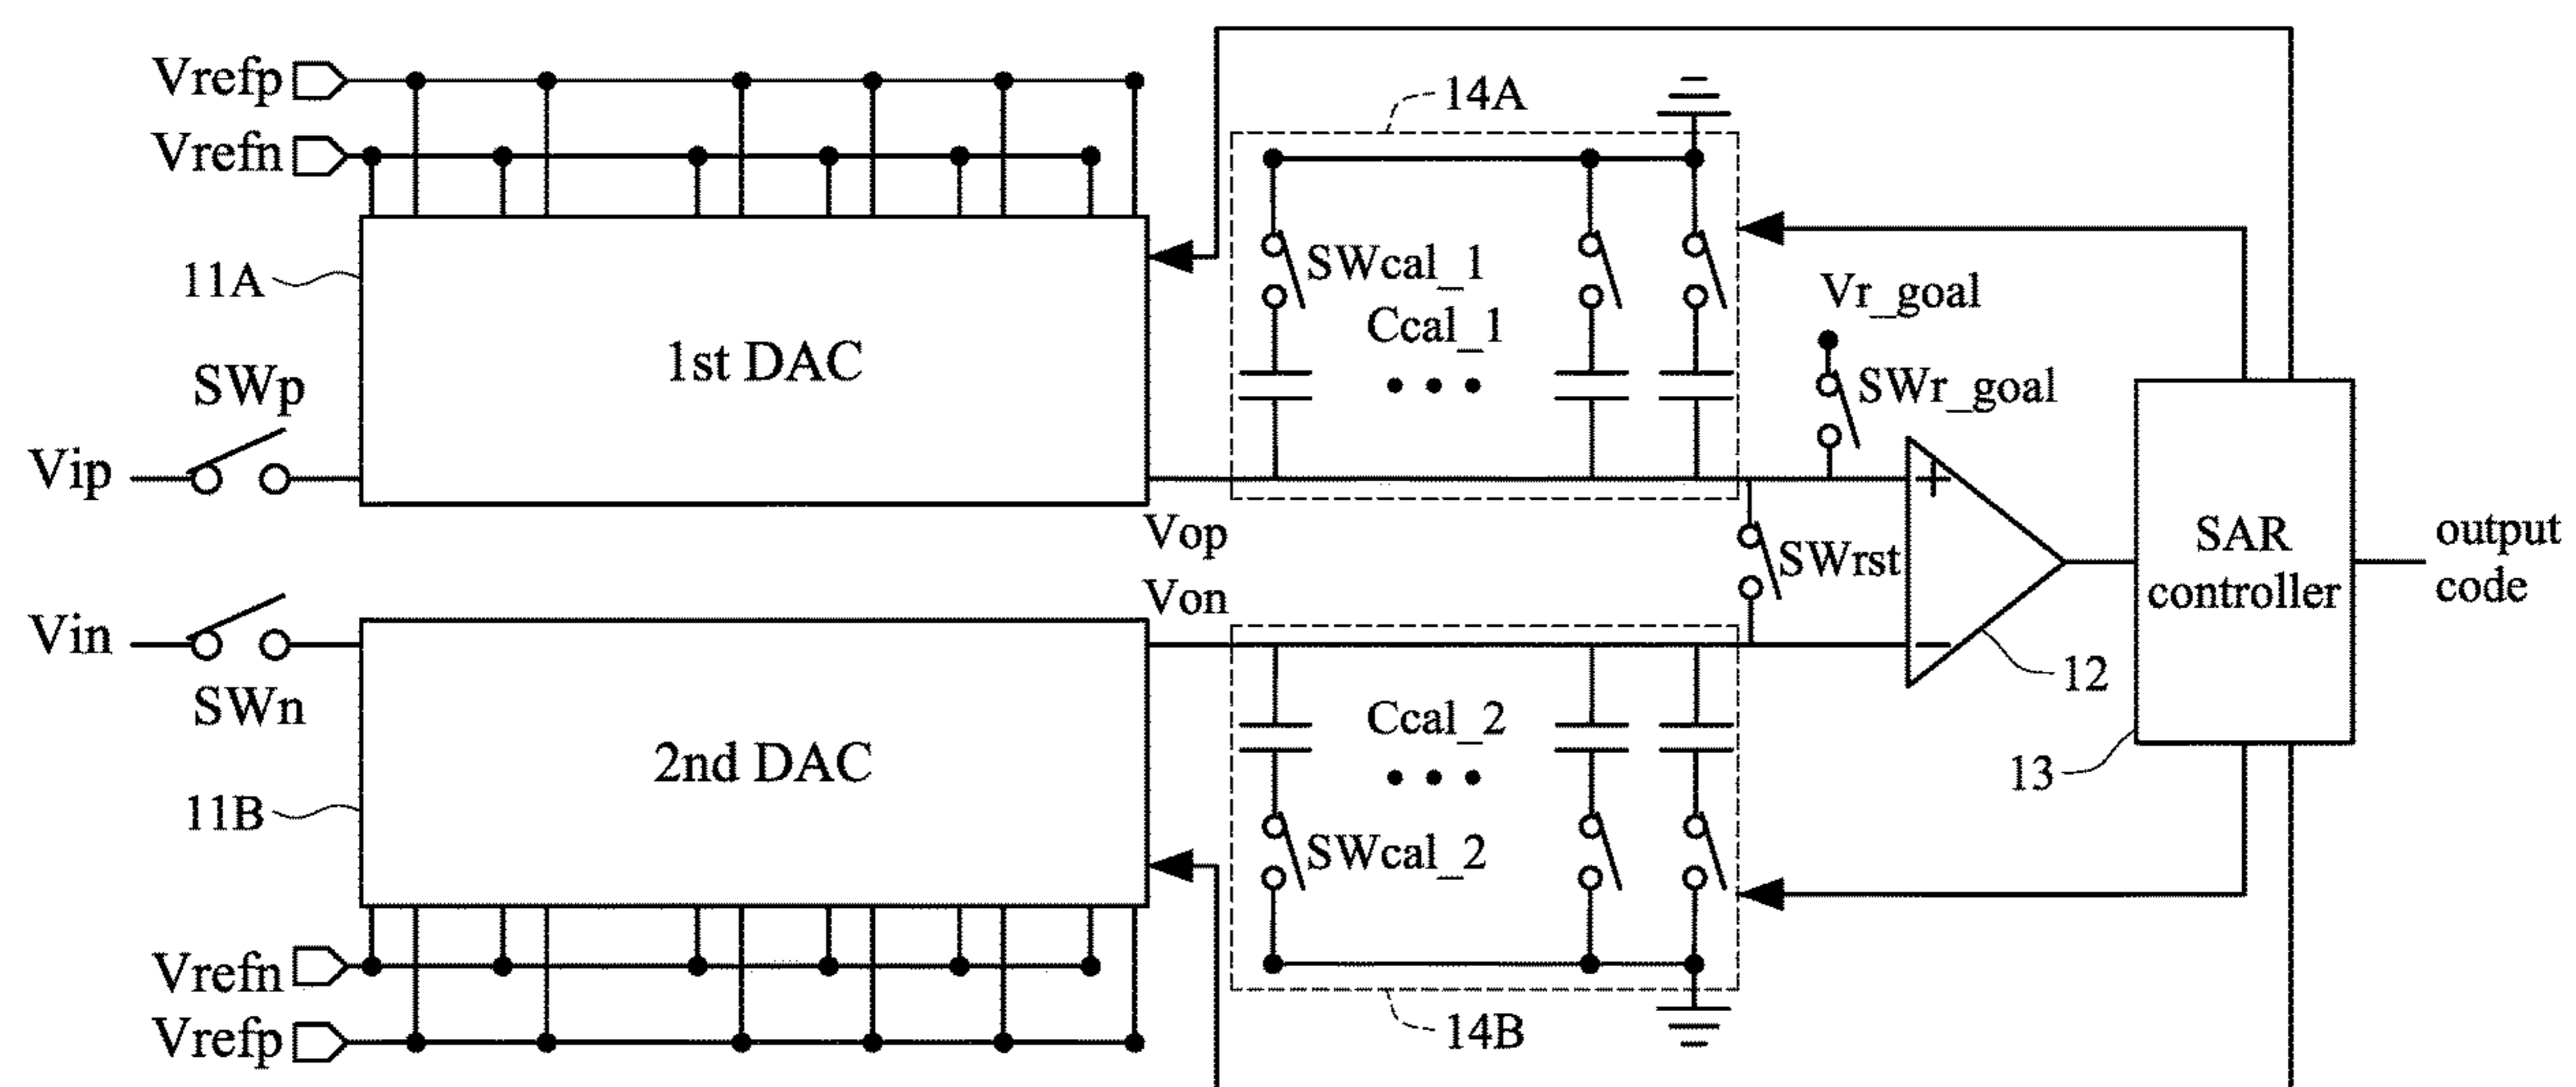 Vrefp
14A
Vrefn
SWcal_1
11A
Vr_goal
Ccal_1
1st DAC
SWp
SWr_goal
Vip
+
Vop
SAR
controller
output
code
SWrst
Von
Vin
−
12
SWn
Ccal_2
2nd DAC
13
11B
SWcal_2
Vrefn
14B
Vrefp